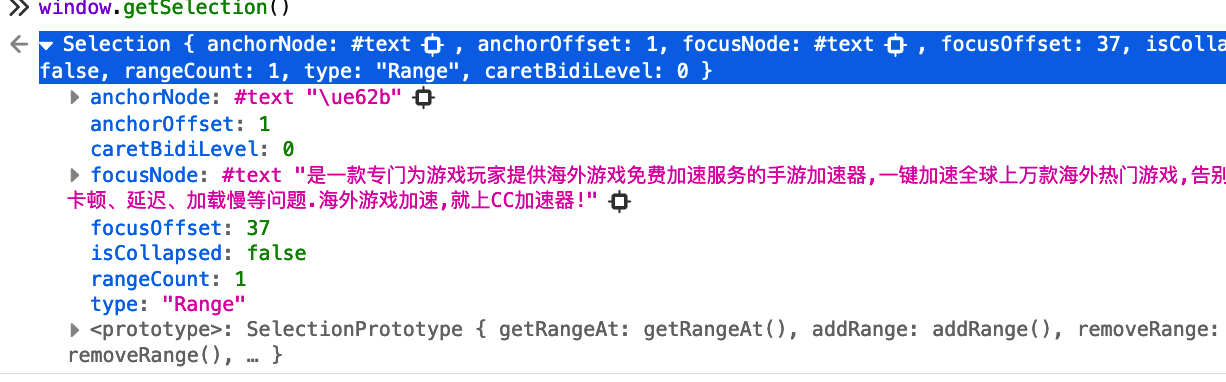 » window.getSelection()
← ▼ Selection { anchorNode: #text , anchorOffset: 1, focusNode: #text , focusOffset: 37, isColla
false, rangeCount: 1, type: "Range", caretBidiLevel: 0 }
▶ anchorNode: #text "\ue62b"
anchorOffset: 1
caretBidiLevel: 0
▶ focusNode: #text "是一款专门为游戏玩家提供海外游戏免费加速服务的手游加速器,一键加速全球上万款海外热门游戏,告别
卡顿、延迟、加载慢等问题.海外游戏加速,就上CC加速器!"
focusOffset: 37
isCollapsed: false
rangeCount: 1
type: "Range"
▶ <prototype>: SelectionPrototype { getRangeAt: getRangeAt(), addRange: addRange(), removeRange:
removeRange(), … }